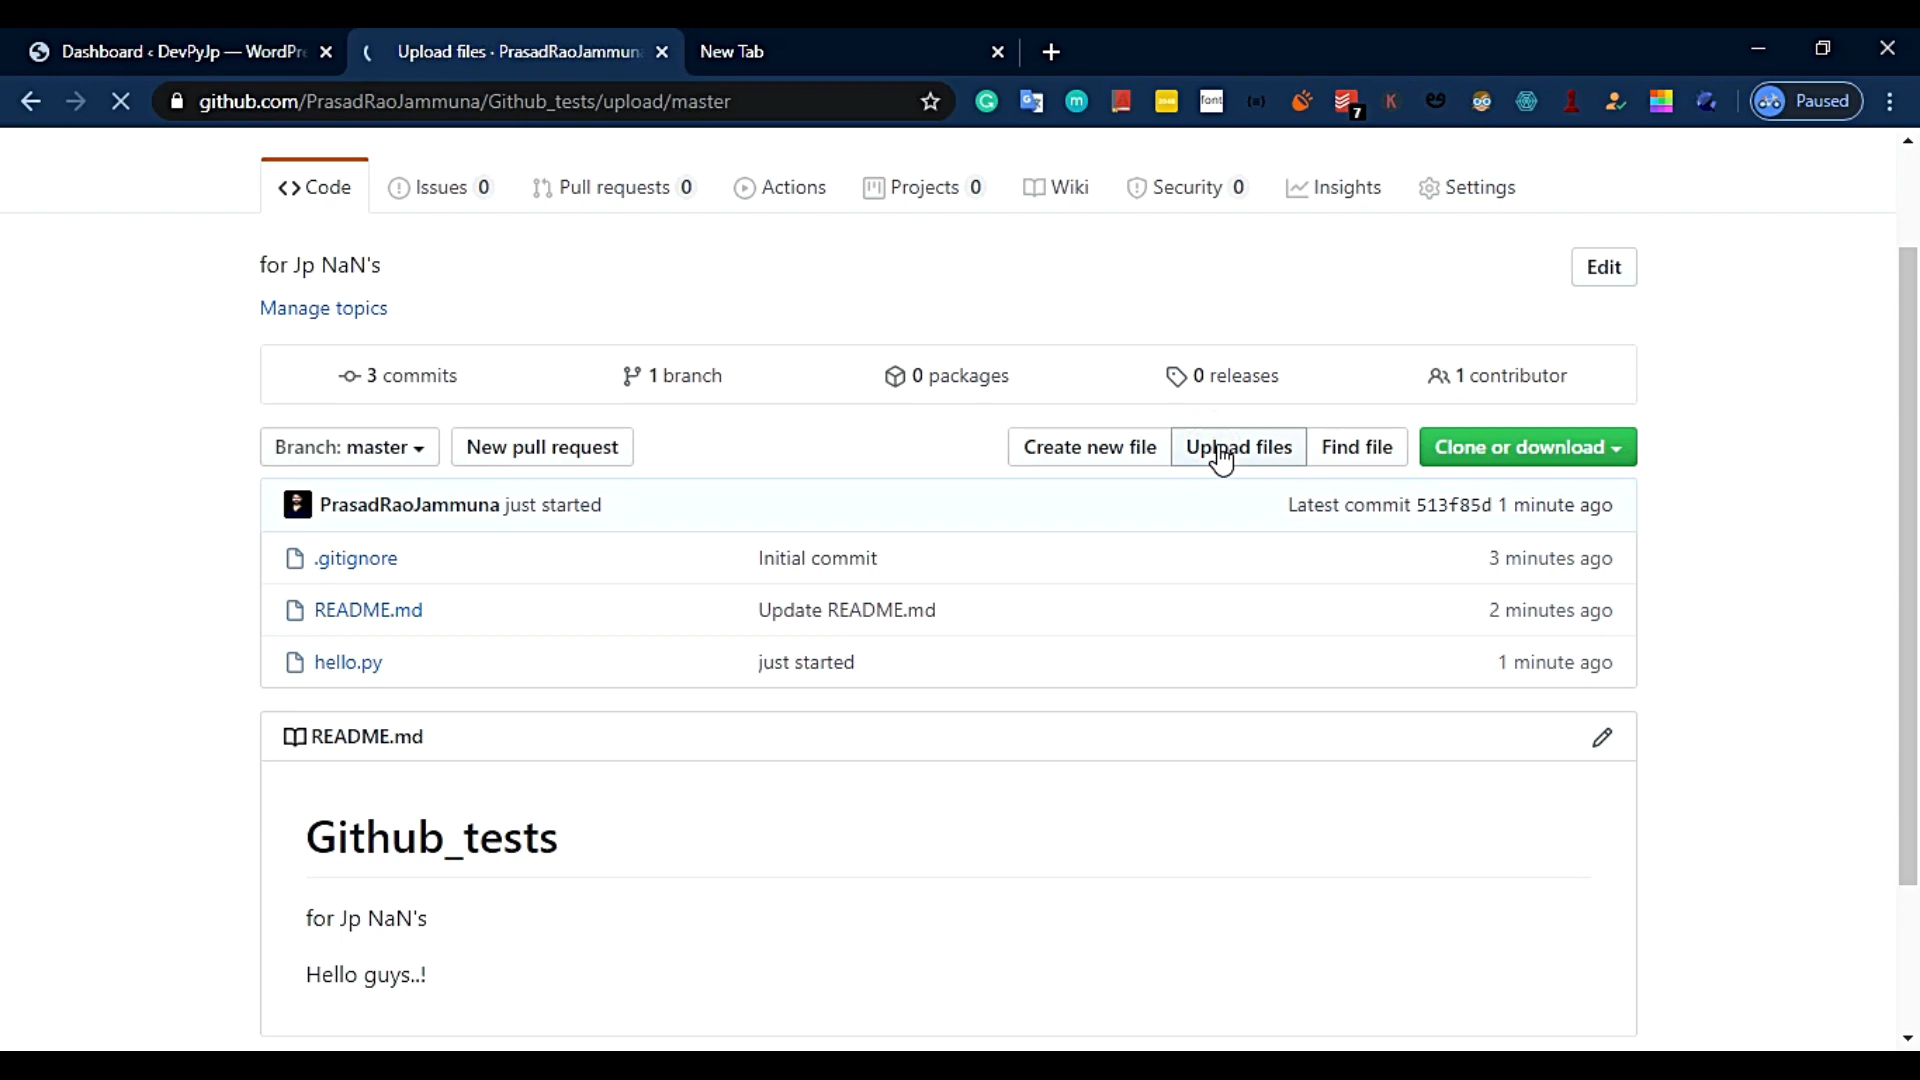 Dashboard ‹ DevPyJp — WordPr
Upload files · PrasadRaoJammun
New Tab
github.com/PrasadRaoJammuna/Github_tests/upload/master
font
7
K
Paused
Code
Issues 0
Pull requests 0
Actions
Projects 0
Wiki
Security 0
Insights
Settings
for Jp NaN's
Edit
Manage topics
3 commits
1 branch
0 packages
0 releases
1 contributor
Branch: master
New pull request
Create new file
Upload files
Find file
Clone or download
PrasadRaoJammuna just started
Latest commit 513f85d 1 minute ago
.gitignore
Initial commit
3 minutes ago
README.md
Update README.md
2 minutes ago
hello.py
just started
1 minute ago
README.md
Github_tests
for Jp NaN's
Hello guys..!